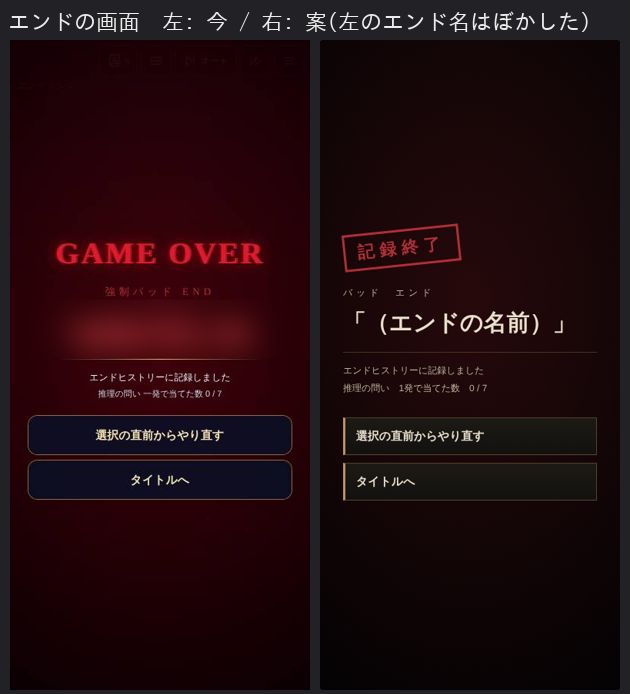 エンドの画面　左: 今 / 右: 案(左のエンド名はぼかした)
GAME OVER
強制バッド END
エンドヒストリーに記録しました
推理の問い 一発で当てた数 0 / 7
選択の直前からやり直す
タイトルへ
記録終了
バッド　エンド
「（エンドの名前）」
エンドヒストリーに記録しました
推理の問い　1発で当てた数　0 / 7
選択の直前からやり直す
タイトルへ